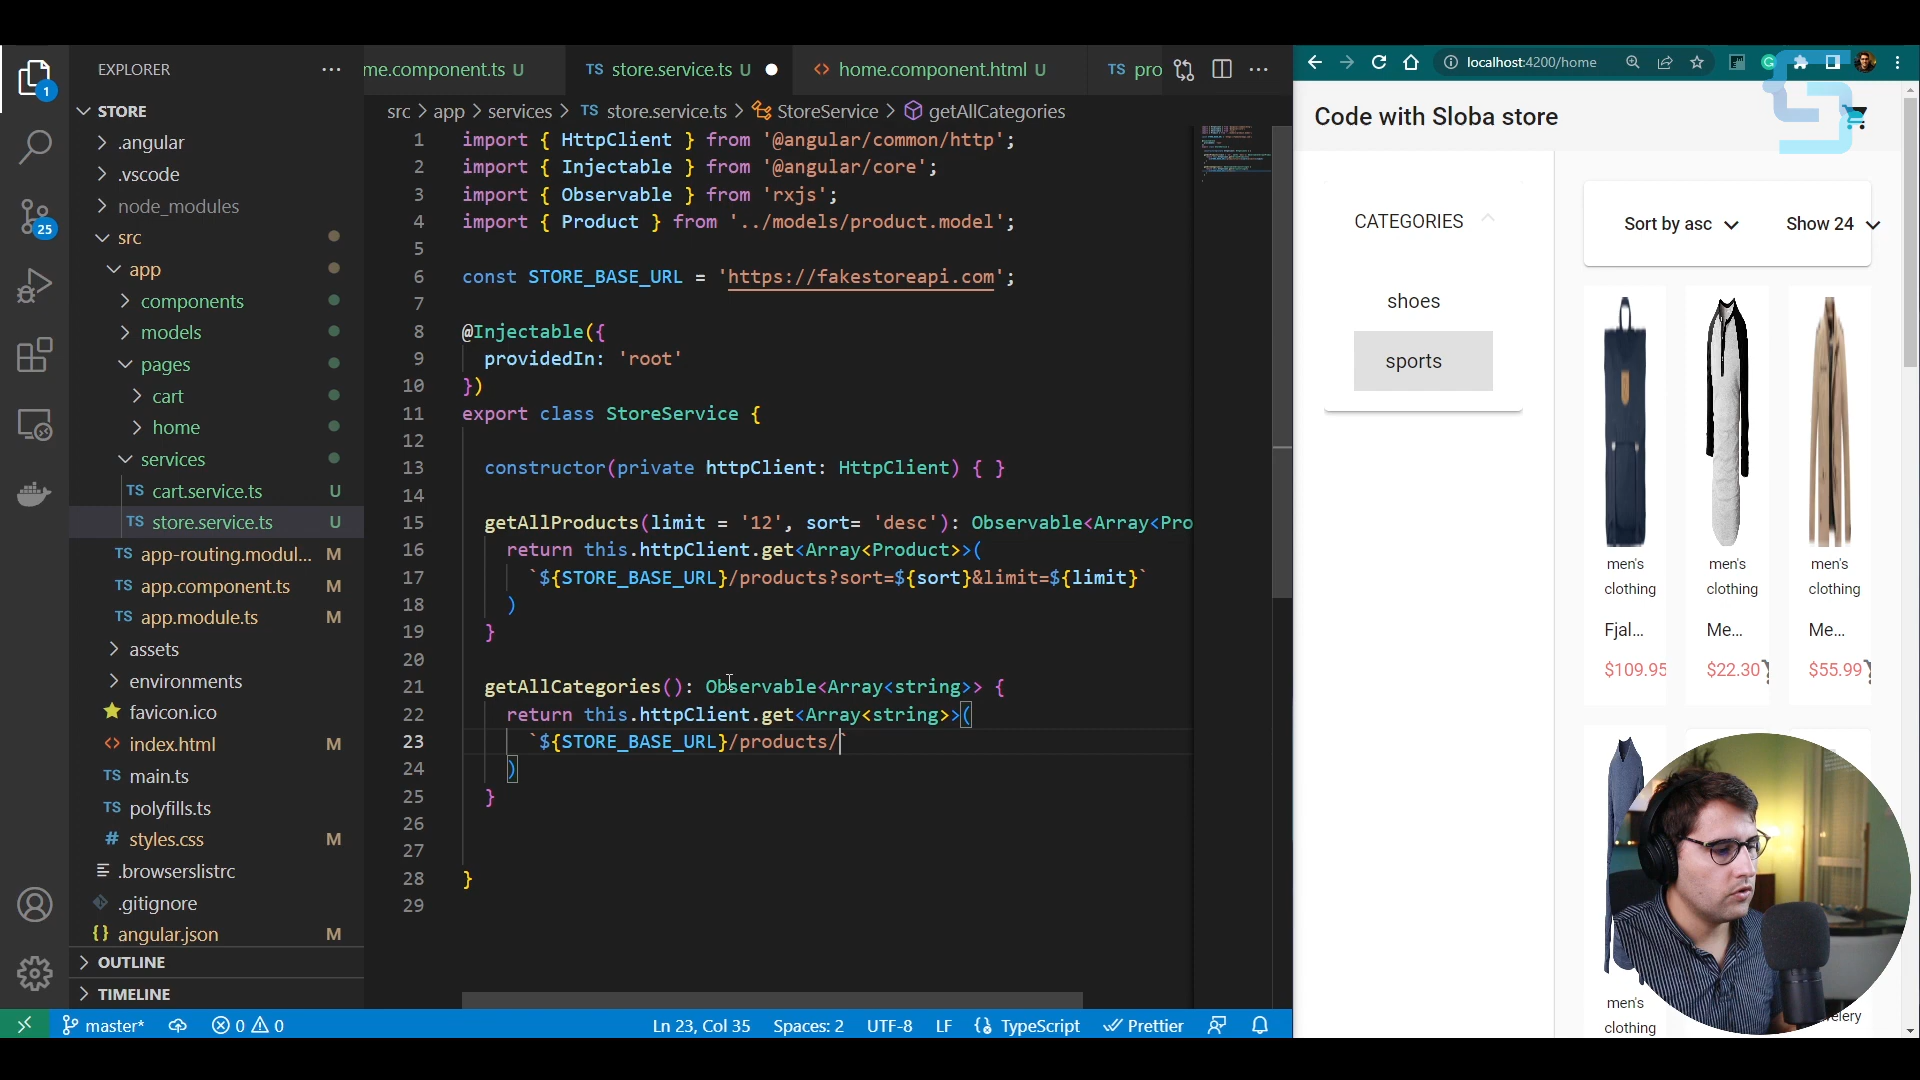 EXPLORER
STORE
.angular
.vscode
node_modules
src
app
components
models
pages
cart
home
services
TS cart.service.ts U
TS store.service.ts U
TS app-routing.modul... M
TS app.component.ts M
TS app.module.ts M
assets
environments
favicon.ico
<> index.html M
TS main.ts
TS polyfills.ts
# styles.css M
.browserslistrc
.gitignore
{} angular.json M
OUTLINE
TIMELINE
1
25
me.component.ts U
TS store.service.ts U
<> home.component.html U
TS pro
src > app > services > TS store.service.ts > StoreService > getAllCategories
1 import { HttpClient } from '@angular/common/http';
2 import { Injectable } from '@angular/core';
3 import { Observable } from 'rxjs';
4 import { Product } from '../models/product.model';
5
6 const STORE_BASE_URL = 'https://fakestoreapi.com';
7
8 @Injectable({
9 providedIn: 'root'
10 })
11 export class StoreService {
12
13 constructor(private httpClient: HttpClient) { }
14
15 getAllProducts(limit = '12', sort= 'desc'): Observable<Array<Pro
16 return this.httpClient.get<Array<Product>>(
17 `${STORE_BASE_URL}/products?sort=${sort}&limit=${limit}`
18 )
19 }
20
21 getAllCategories(): Observable<Array<string>> {
22 return this.httpClient.get<Array<string>>(
23 `${STORE_BASE_URL}/products/`
24 )
25 }
26
27
28 }
29
master* 0 0
Ln 23, Col 35 Spaces: 2 UTF-8 LF {} TypeScript Prettier
localhost:4200/home
Code with Sloba store
CATEGORIES
shoes
sports
Sort by asc Show 24
men's clothing
Fjal...
$109.95
men's clothing
Me...
$22.30
men's clothing
Me...
$55.99
men's
clothing